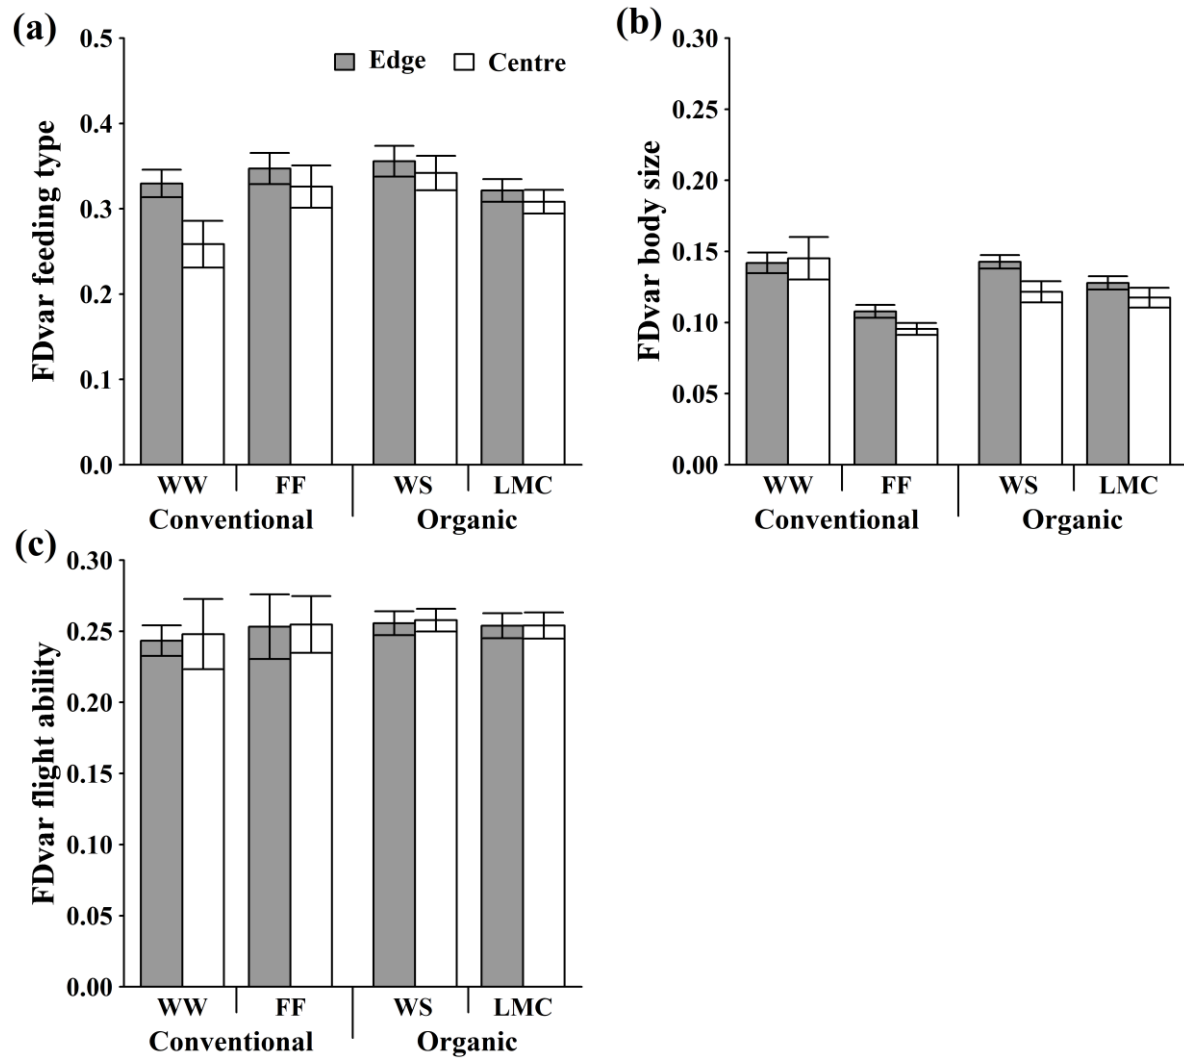 (a)
FDvar feeding type
0.5
0.4
0.3
0.2
0.1
0.0
Edge Centre
WW FF WS LMC
Conventional Organic
(b)
FDvar body size
0.30
0.25
0.20
0.15
0.10
0.05
0.00
WW FF WS LMC
Conventional Organic
(c)
FDvar flight ability
0.30
0.25
0.20
0.15
0.10
0.05
0.00
WW FF WS LMC
Conventional Organic